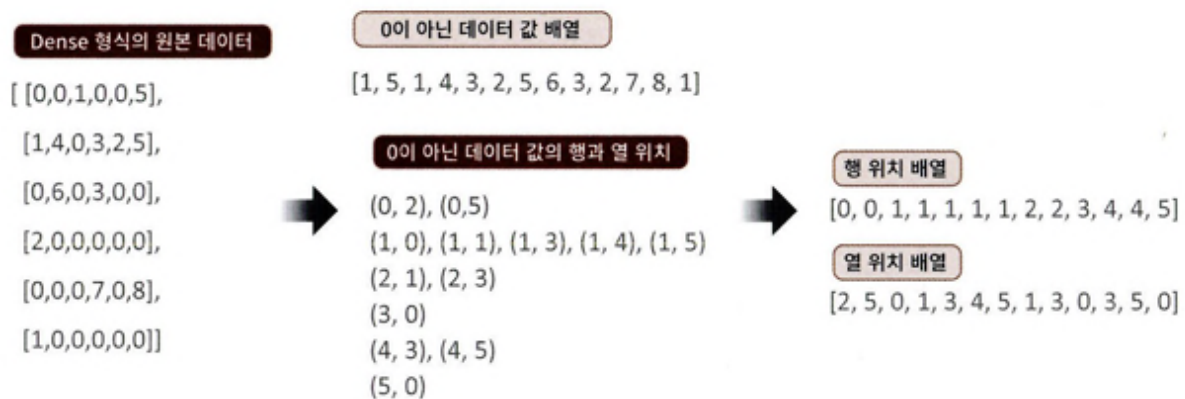 Dense 형식의 원본 데이터
[ [0,0,1,0,0,5],
[1,4,0,3,2,5],
[0,6,0,3,0,0],
[2,0,0,0,0,0],
[0,0,0,7,0,8],
[1,0,0,0,0,0]]
0이 아닌 데이터 값 배열
[1, 5, 1, 4, 3, 2, 5, 6, 3, 2, 7, 8, 1]
0이 아닌 데이터 값의 행과 열 위치
(0, 2), (0,5)
(1, 0), (1, 1), (1, 3), (1, 4), (1, 5)
(2, 1), (2, 3)
(3, 0)
(4, 3), (4, 5)
(5, 0)
행 위치 배열
[0, 0, 1, 1, 1, 1, 1, 2, 2, 3, 4, 4, 5]
열 위치 배열
[2, 5, 0, 1, 3, 4, 5, 1, 3, 0, 3, 5, 0]